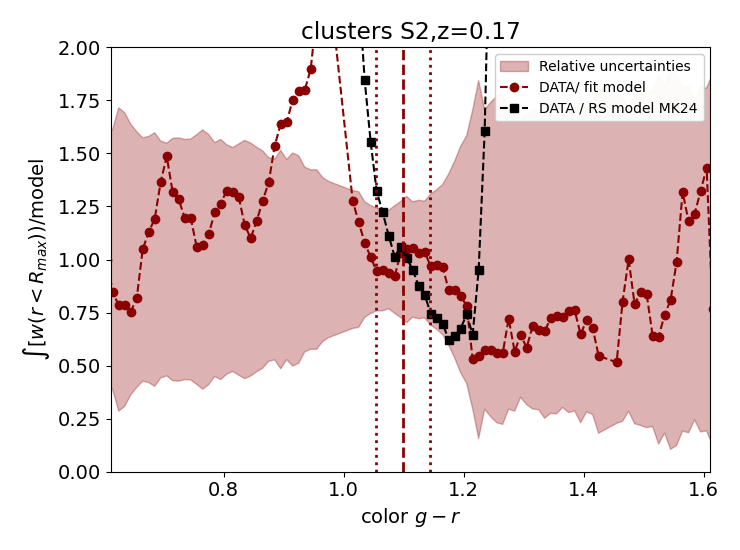 clusters S2,z=0.17
∫[w(r < R_{max}))/model
2.00
1.75
1.50
1.25
1.00
0.75
0.50
0.25
0.00
Relative uncertainties
DATA/ fit model
DATA / RS model MK24
0.8 1.0 1.2 1.4 1.6
color g − r